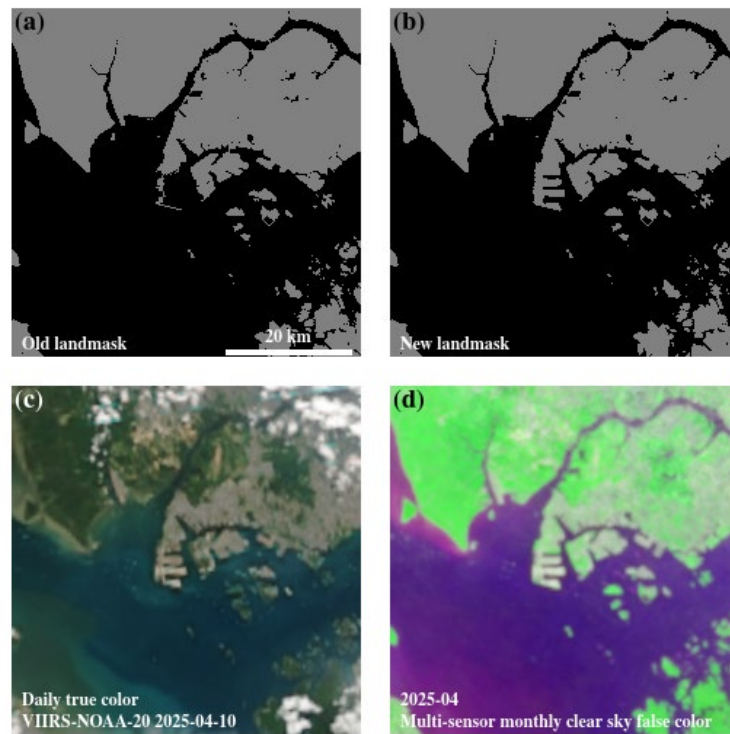 (a)
(b)
20 km
Old landmask
New landmask
(c)
(d)
Daily true color
VIIRS-NOAA-20 2025-04-10
2025-04
Multi-sensor monthly clear sky false color